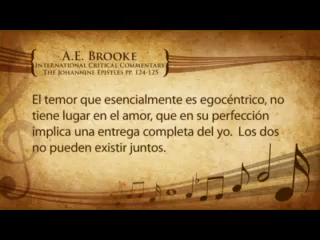 A.E. Brooke
International Critical Commentary
The Johannine Epistles pp. 124-125
El temor que esencialmente es egocéntrico, no
tiene lugar en el amor, que en su perfección
implica una entrega completa del yo. Los dos
no pueden existir juntos.